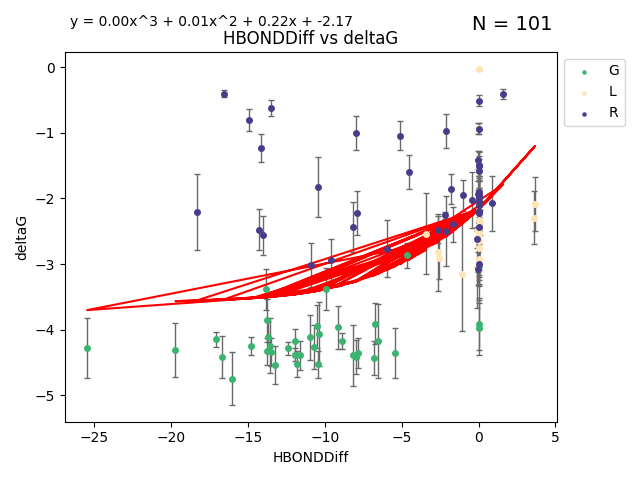 y = 0.00x^3 + 0.01x^2 + 0.22x + -2.17
N = 101
HBONDDiff vs deltaG
deltaG
0
−1
−2
−3
−4
−5
−25
−20
−15
−10
−5
0
5
HBONDDiff
G
L
R